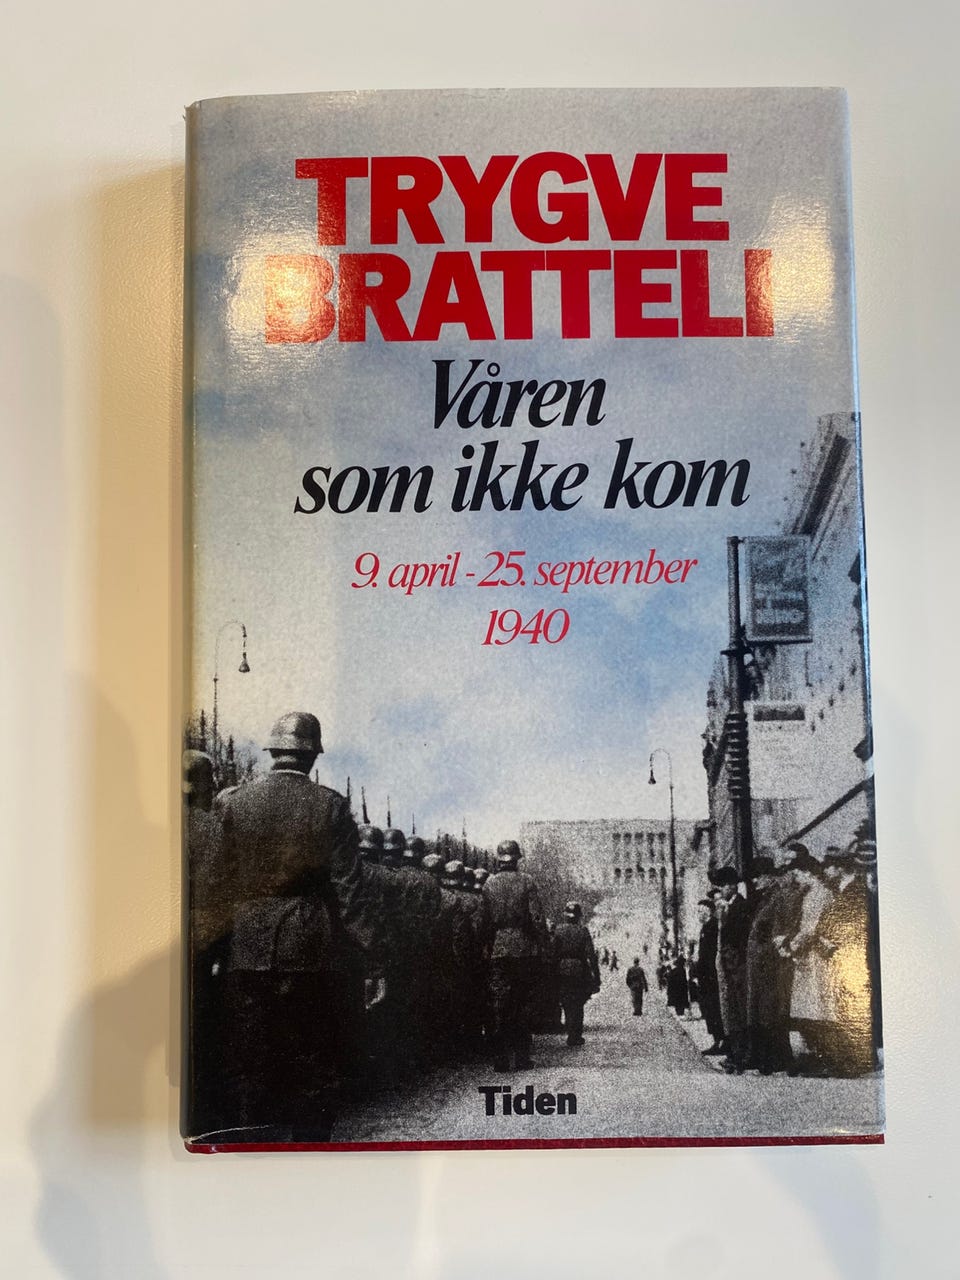 TRYGVE
BRATTELI
Våren
som ikke kom
9. april - 25. september
1940
Tiden